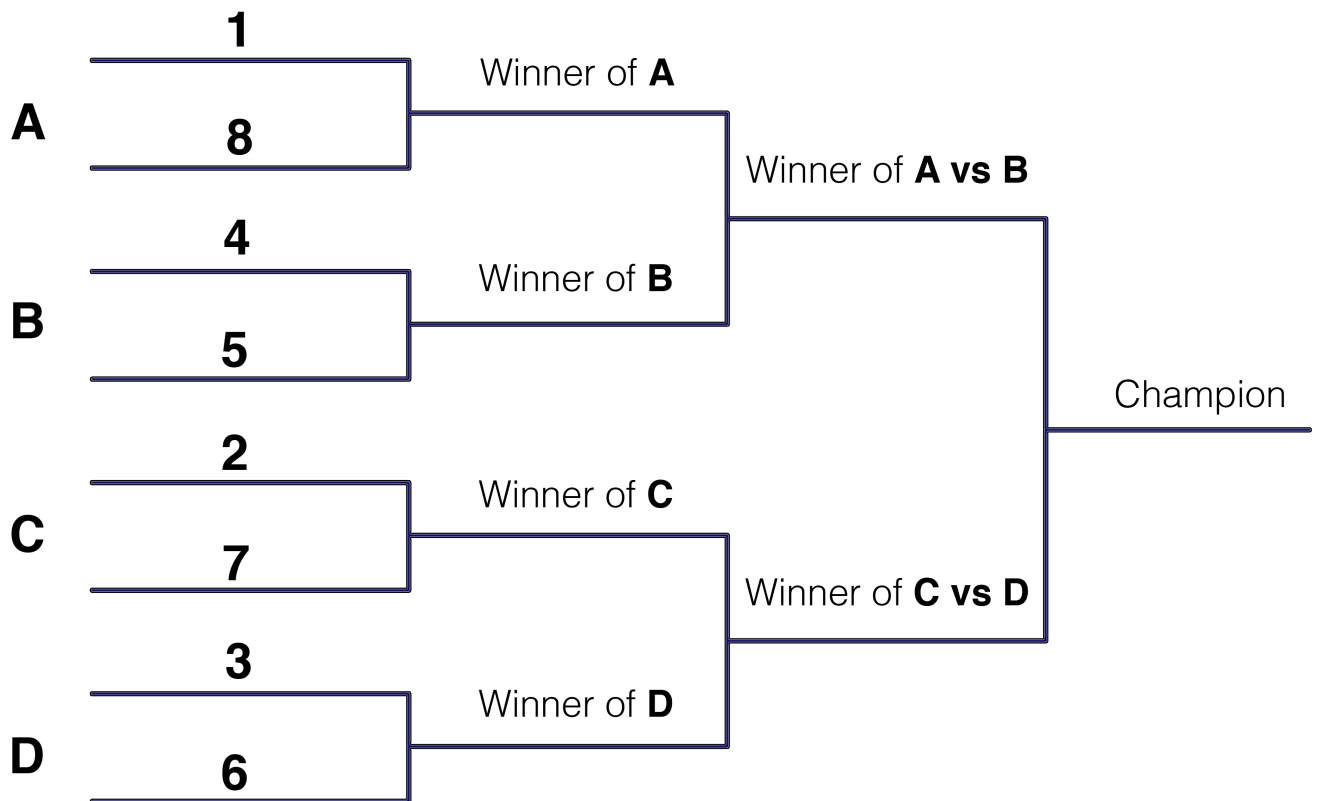 1
Winner of A
A
8
Winner of A vs B
4
Winner of B
B
5
Champion
2
Winner of C
C
7
Winner of C vs D
3
Winner of D
D
6